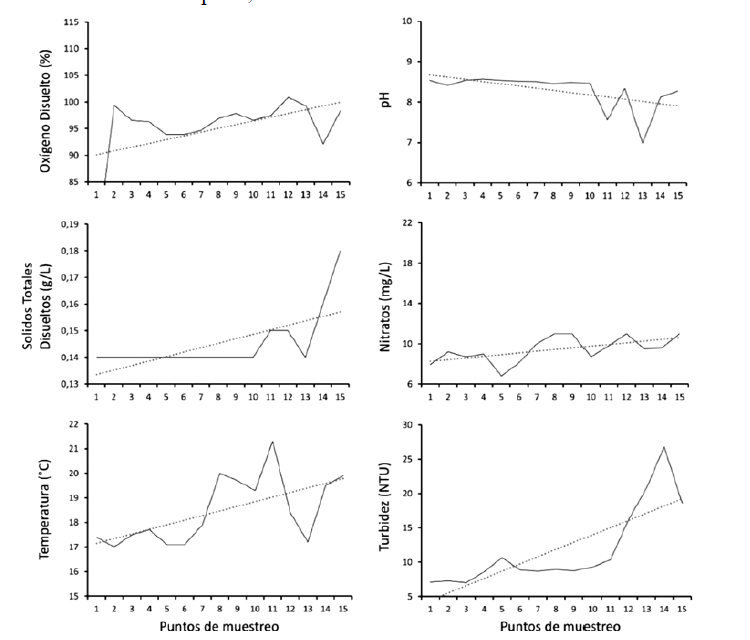 Oxígeno Disuelto (%)
115
110
105
100
95
90
85
1 2 3 4 5 6 7 8 9 10 11 12 13 14 15
pH
10
9
8
7
6
1 2 3 4 5 6 7 8 9 10 11 12 13 14 15
Solidos Totales
Disueltos (g/L)
0,19
0,18
0,17
0,16
0,15
0,14
0,13
1 2 3 4 5 6 7 8 9 10 11 12 13 14 15
Nitratos (mg/L)
22
18
14
10
6
1 2 3 4 5 6 7 8 9 10 11 12 13 14 15
Temperatura (°C)
22
21
20
19
18
17
16
15
1 2 3 4 5 6 7 8 9 10 11 12 13 14 15
Puntos de muestreo
Turbidez (NTU)
30
25
20
15
10
5
1 2 3 4 5 6 7 8 9 10 11 12 13 14 15
Puntos de muestreo